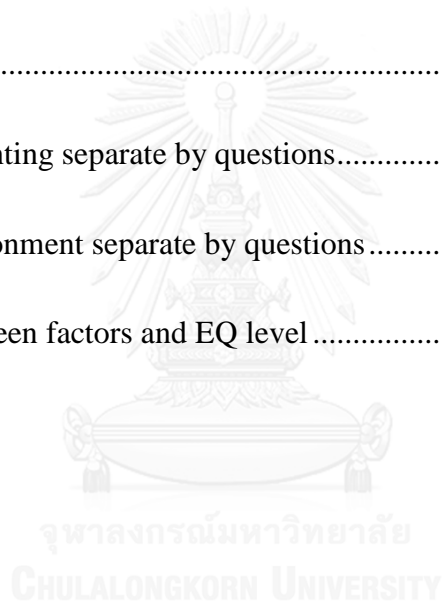 ................................................................
nting separate by questions.............
onment separate by questions.........
een factors and EQ level.................
จุฬาลงกรณ์มหาวิทยาลัย
CHULALONGKORN UNIVERSITY